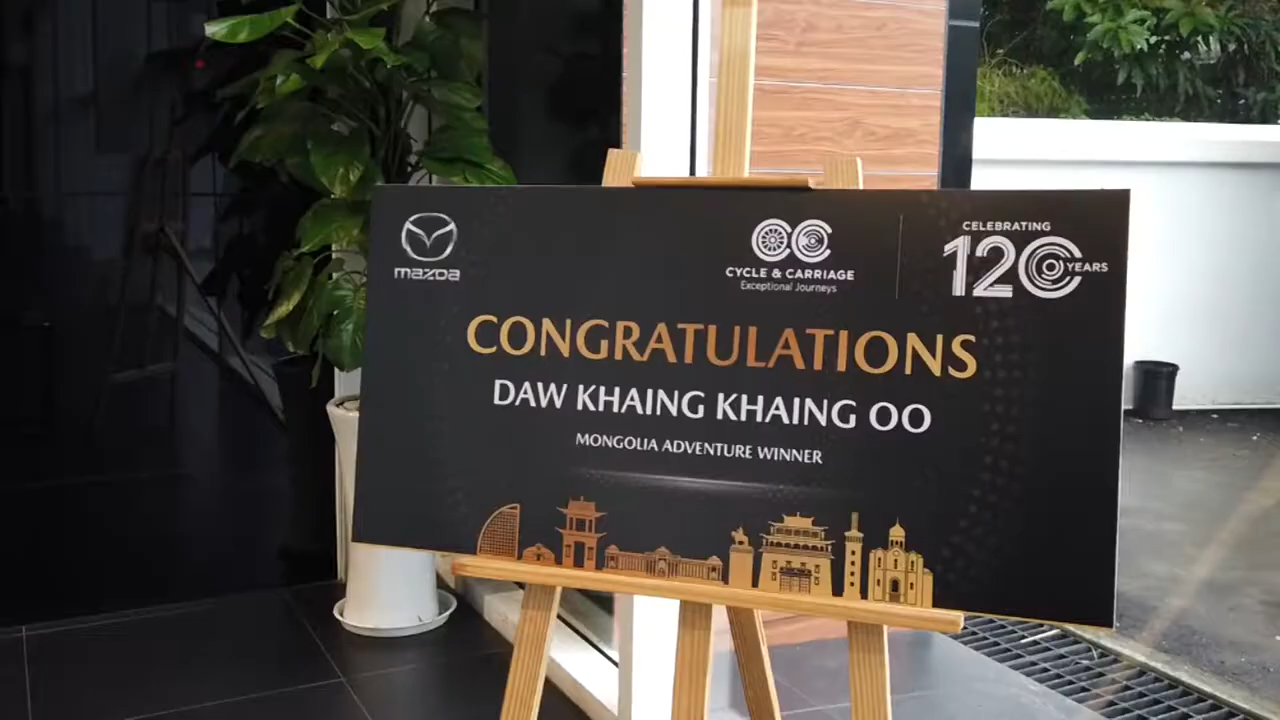 mazda
CYCLE & CARRIAGE
Exceptional Journeys
CELEBRATING
120 YEARS
CONGRATULATIONS
DAW KHAING KHAING OO
MONGOLIA ADVENTURE WINNER